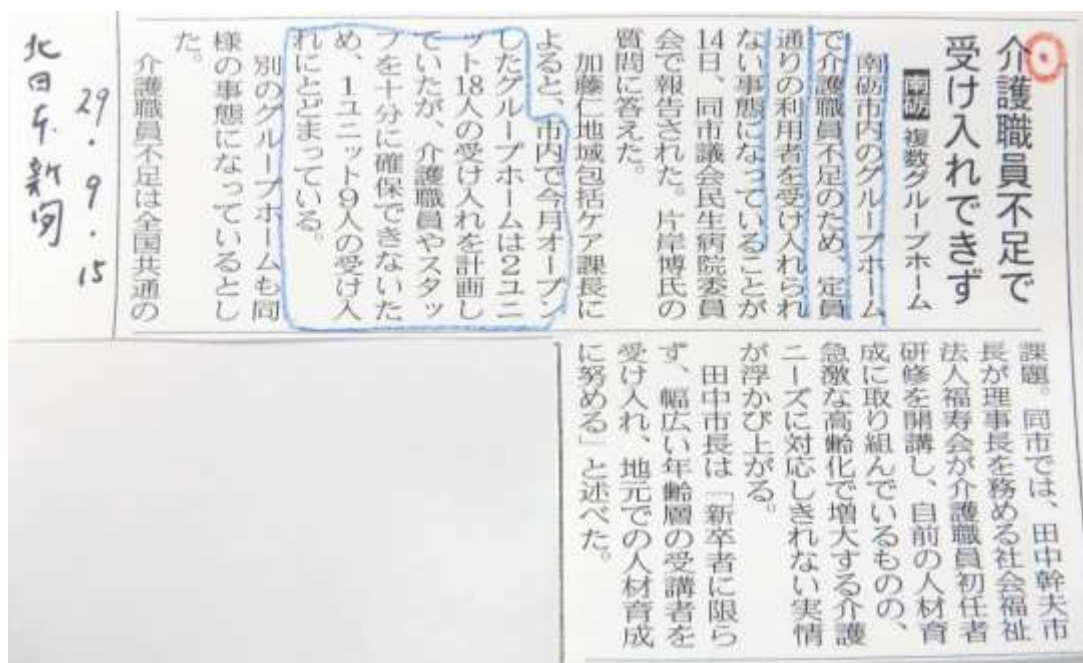 介護職員不足で
受け入れできず
南砺 複数グループホーム
南砺市内のグループホーム
で介護職員不足のため、定員
通りの利用者を受け入れられ
ない事態になっていることが
14日、同市議会民生病院委員
会で報告された。片岸博氏の
質問に答えた。
加藤仁地域包括ケア課長に
よると、市内で今月オープン
したグループホームは2ユニ
ット18人の受け入れを計画し
ていたが、介護職員やスタッ
フを十分に確保できないた
め、1ユニット9人の受け入
れにとどまっている。
別のグループホームも同
様の事態になっているとし
た。
介護職員不足は全国共通の
課題。同市では、田中幹夫市
長が理事長を務める社会福祉
法人福寿会が介護職員初任者
研修を開講し、自前の人材育
成に取り組んでいるものの、
急激な高齢化で増大する介護
ニーズに対応しきれない実情
が浮かび上がる。
田中市長は「新卒者に限ら
ず、幅広い年齢層の受講者を
受け入れ、地元での人材育成
に努める」と述べた。
29.9.15
北日本新聞